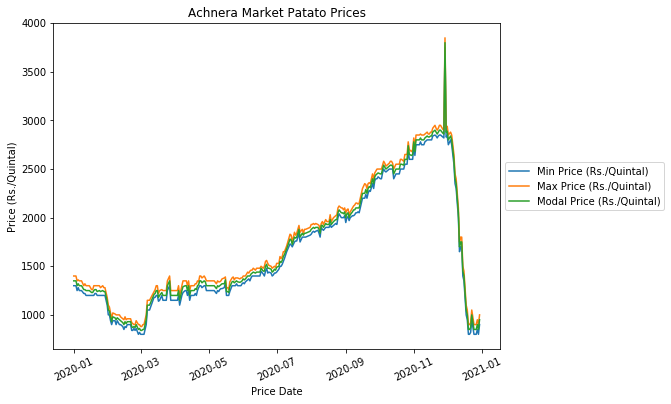 Achnera Market Patato Prices
4000
3500
3000
2500
2000
1500
1000
Price (Rs./Quintal)
2020-01
2020-03
2020-05
2020-07
2020-09
2020-11
2021-01
Price Date
Min Price (Rs./Quintal)
Max Price (Rs./Quintal)
Modal Price (Rs./Quintal)